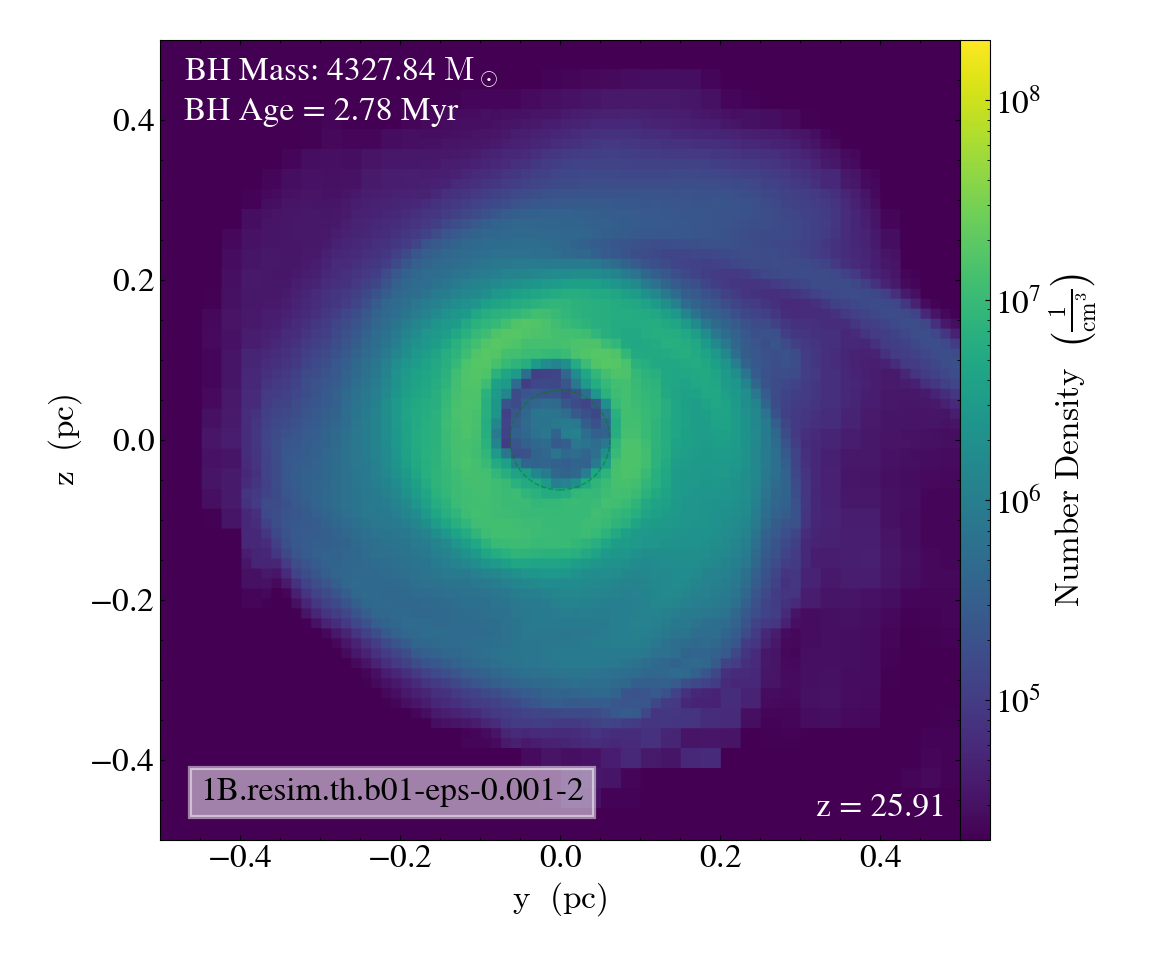 BH Mass: 4327.84 M⊙
BH Age = 2.78 Myr
0.4
0.2
0.0
−0.2
−0.4
z (pc)
1B.resim.th.b01-eps-0.001-2
z = 25.91
−0.4 −0.2 0.0 0.2 0.4
y (pc)
10⁸
10⁷
10⁶
10⁵
Number Density (1/cm³)